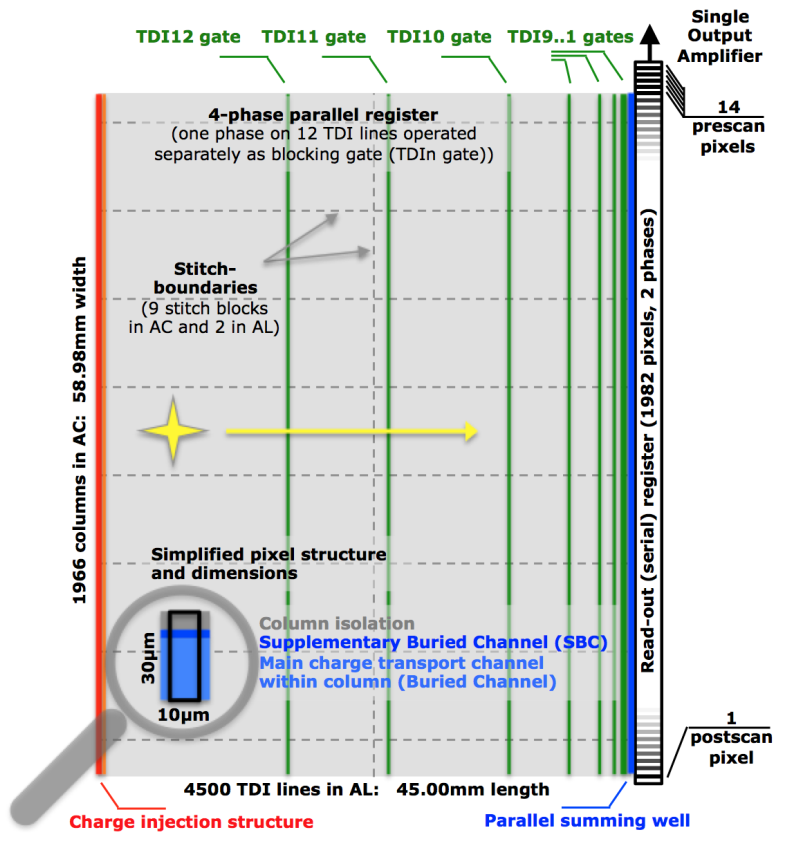 Single
Output
Amplifier
TDI12 gate
TDI11 gate
TDI10 gate
TDI9..1 gates
14
prescan
pixels
4-phase parallel register
(one phase on 12 TDI lines operated
separately as blocking gate (TDIn gate))
Stitch-
boundaries
(9 stitch blocks
in AC and 2 in AL)
1966 columns in AC: 58.98mm width
Read-out (serial) register (1982 pixels, 2 phases)
Simplified pixel structure
and dimensions
Column isolation
Supplementary Buried Channel (SBC)
Main charge transport channel
within column (Buried Channel)
30µm
10µm
1
postscan
pixel
4500 TDI lines in AL: 45.00mm length
Charge injection structure
Parallel summing well